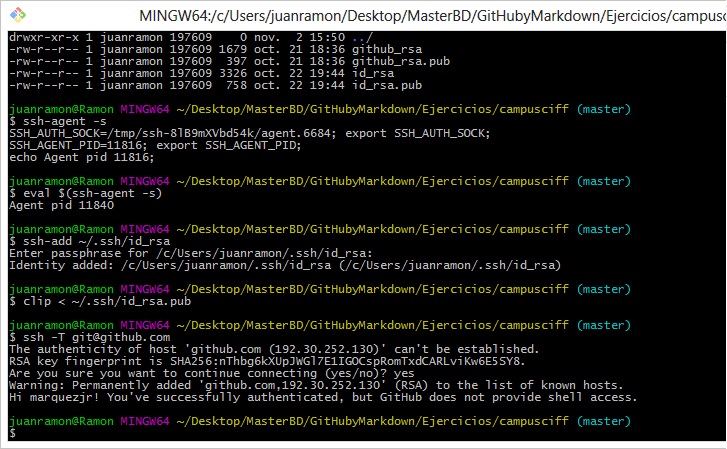 MINGW64:/c/Users/juanramon/Desktop/MasterBD/GitHubyMarkdown/Ejercicios/campusc
drwxr-xr-x 1 juanramon 197609    0 nov.  2 15:50 ../
-rw-r--r-- 1 juanramon 197609 1679 oct. 21 18:36 github_rsa
-rw-r--r-- 1 juanramon 197609  397 oct. 21 18:36 github_rsa.pub
-rw-r--r-- 1 juanramon 197609 3326 oct. 22 19:44 id_rsa
-rw-r--r-- 1 juanramon 197609  758 oct. 22 19:44 id_rsa.pub
juanramon@Ramon MINGW64 ~/Desktop/MasterBD/GitHubyMarkdown/Ejercicios/campusciff (master)
$ ssh-agent -s
SSH_AUTH_SOCK=/tmp/ssh-8lB9mXVbd54k/agent.6684; export SSH_AUTH_SOCK;
SSH_AGENT_PID=11816; export SSH_AGENT_PID;
echo Agent pid 11816;
juanramon@Ramon MINGW64 ~/Desktop/MasterBD/GitHubyMarkdown/Ejercicios/campusciff (master)
$ eval $(ssh-agent -s)
Agent pid 11840
juanramon@Ramon MINGW64 ~/Desktop/MasterBD/GitHubyMarkdown/Ejercicios/campusciff (master)
$ ssh-add ~/.ssh/id_rsa
Enter passphrase for /c/Users/juanramon/.ssh/id_rsa:
Identity added: /c/Users/juanramon/.ssh/id_rsa (/c/Users/juanramon/.ssh/id_rsa)
juanramon@Ramon MINGW64 ~/Desktop/MasterBD/GitHubyMarkdown/Ejercicios/campusciff (master)
$ clip < ~/.ssh/id_rsa.pub
juanramon@Ramon MINGW64 ~/Desktop/MasterBD/GitHubyMarkdown/Ejercicios/campusciff (master)
$ ssh -T git@github.com
The authenticity of host 'github.com (192.30.252.130)' can't be established.
RSA key fingerprint is SHA256:nThbg6kXUpJWGl7E1IGOCspRomTxdCARLviKw6E5SY8.
Are you sure you want to continue connecting (yes/no)? yes
Warning: Permanently added 'github.com,192.30.252.130' (RSA) to the list of known hosts.
Hi marquezjr! You've successfully authenticated, but GitHub does not provide shell access.
juanramon@Ramon MINGW64 ~/Desktop/MasterBD/GitHubyMarkdown/Ejercicios/campusciff (master)
$